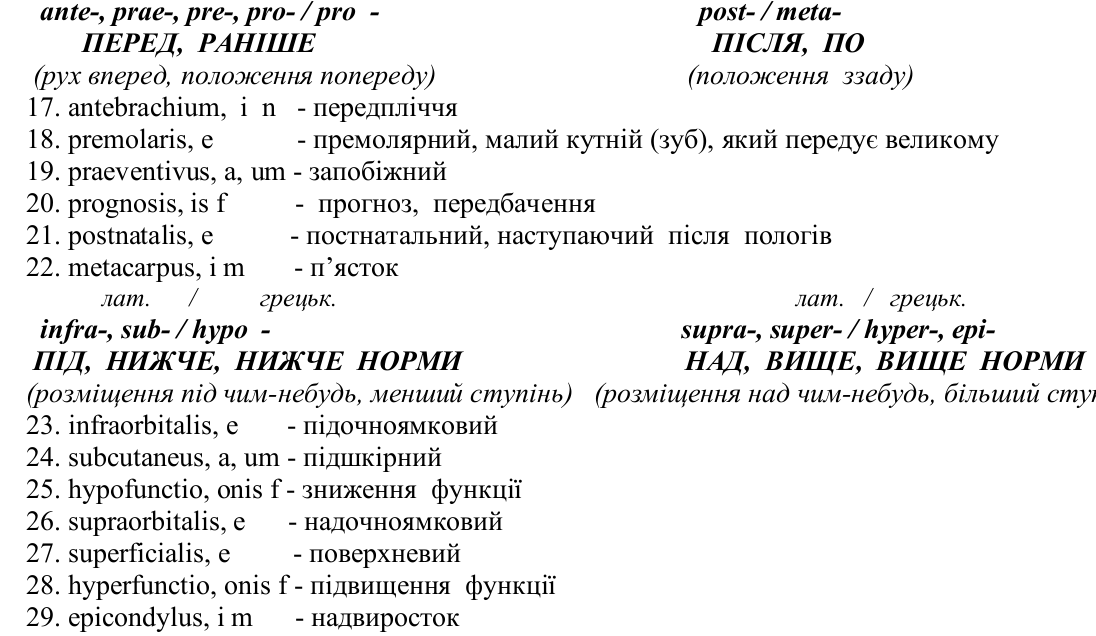 ante-, prae-, pre-, pro- / pro - post- / meta-
ПЕРЕД, РАНІШЕ ПІСЛЯ, ПО
(рух вперед, положення попереду) (положення ззаду)
17. antebrachium, i n - передпліччя
18. premolaris, e - премолярний, малий кутній (зуб), який передує великому
19. praeventivus, a, um - запобіжний
20. prognosis, is f - прогноз, передбачення
21. postnatalis, e - постнатальний, наступаючий після пологів
22. metacarpus, i m - п’ясток
лат. / грецьк. лат. / грецьк.
infra-, sub- / hypo - supra-, super- / hyper-, epi-
ПІД, НИЖЧЕ, НИЖЧЕ НОРМИ НАД, ВИЩЕ, ВИЩЕ НОРМИ
(розміщення під чим-небудь, менший ступінь) (розміщення над чим-небудь, більший
23. infraorbitalis, e - підочноямковий
24. subcutaneus, a, um - підшкірний
25. hypofunctio, onis f - зниження функції
26. supraorbitalis, e - надочноямковий
27. superficialis, e - поверхневий
28. hyperfunctio, onis f - підвищення функції
29. epicondylus, i m - надвиросток